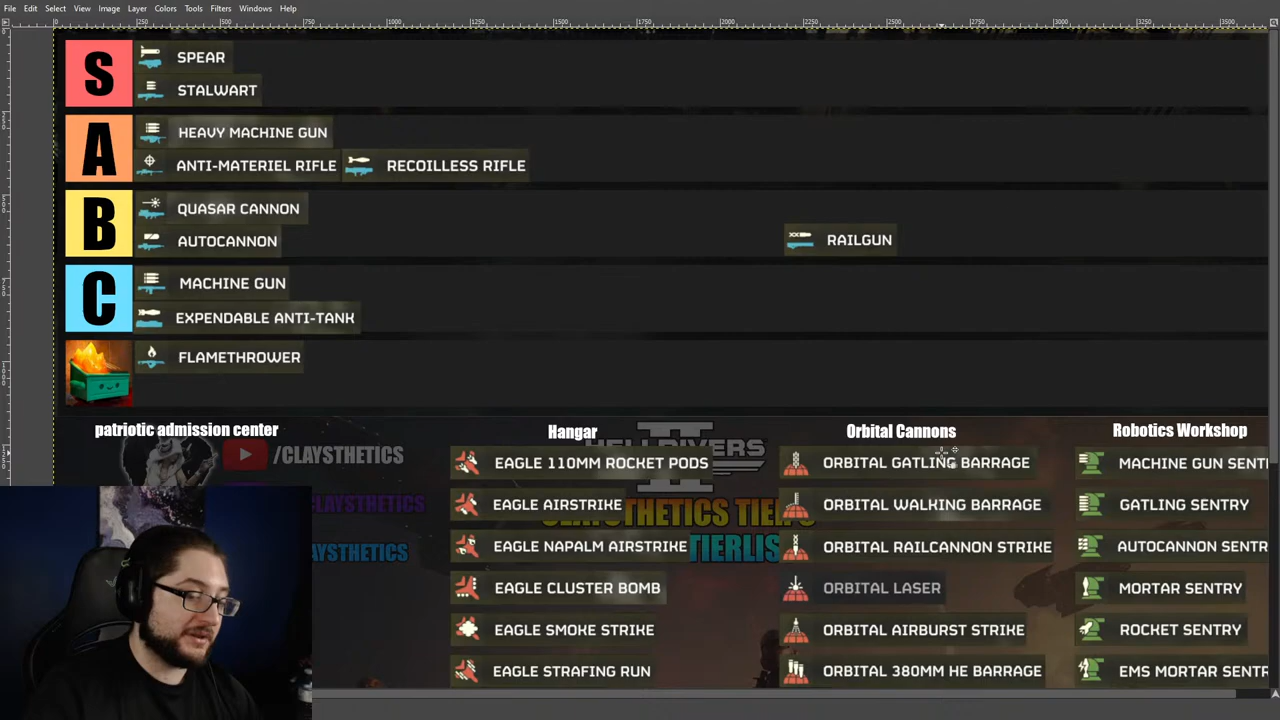 File Edit Select View Image Layer Colors Tools Filters Windows Help
S
SPEAR
STALWART
A
HEAVY MACHINE GUN
ANTI-MATERIEL RIFLE RECOILLESS RIFLE
B
QUASAR CANNON
AUTOCANNON RAILGUN
C
MACHINE GUN
EXPENDABLE ANTI-TANK
FLAMETHROWER
patriotic admission center Hangar Orbital Cannons Robotics Workshop
/CLAYSTHETICS
EAGLE 110MM ROCKET PODS ORBITAL GATLING BARRAGE MACHINE GUN SENT
EAGLE AIRSTRIKE ORBITAL WALKING BARRAGE GATLING SENTRY
EAGLE NAPALM AIRSTRIKE ORBITAL RAILCANNON STRIKE AUTOCANNON SENTR
EAGLE CLUSTER BOMB ORBITAL LASER MORTAR SENTRY
EAGLE SMOKE STRIKE ORBITAL AIRBURST STRIKE ROCKET SENTRY
EAGLE STRAFING RUN ORBITAL 380MM HE BARRAGE EMS MORTAR SENTR